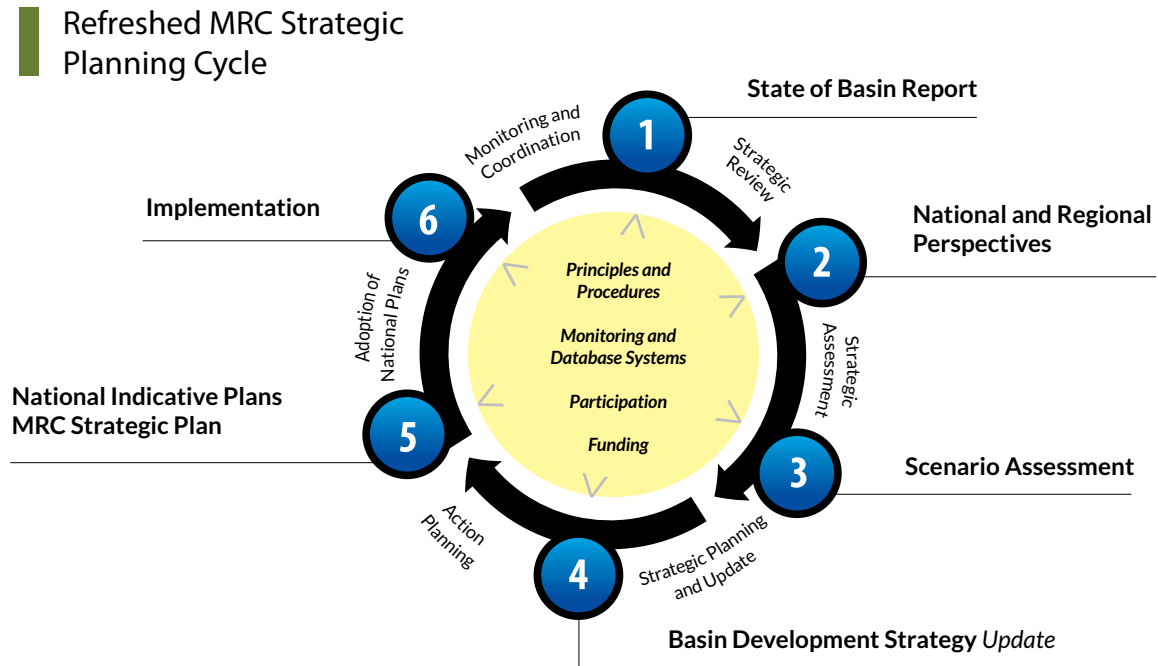 Refreshed MRC Strategic
Planning Cycle
1
State of Basin Report
Strategic
Review
2
National and Regional
Perspectives
Strategic
Assessment
3
Scenario Assessment
Strategic Planning
and Update
4
Basin Development Strategy Update
Action
Planning
5
National Indicative Plans
MRC Strategic Plan
Adoption of
National Plans
6
Implementation
Monitoring and
Coordination
Principles and
Procedures
Monitoring and
Database Systems
Participation
Funding